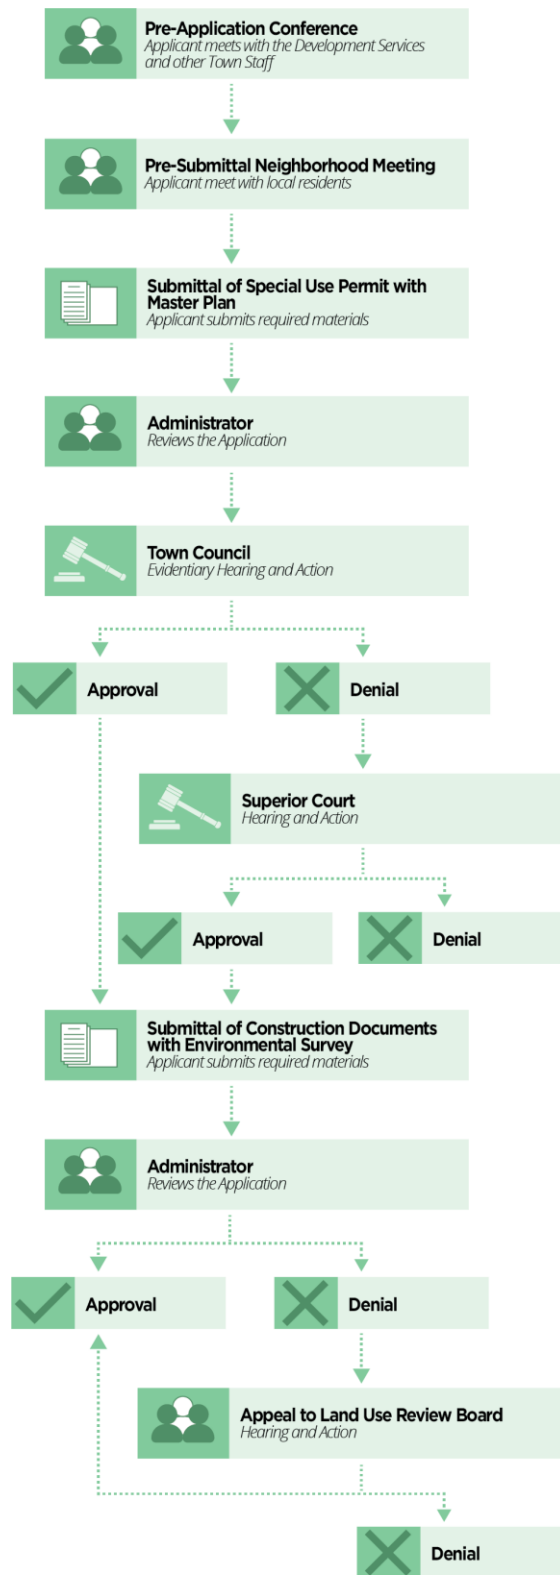 Pre-Application Conference
Applicant meets with the Development Services
and other Town Staff
Pre-Submittal Neighborhood Meeting
Applicant meet with local residents
Submittal of Special Use Permit with
Master Plan
Applicant submits required materials
Administrator
Reviews the Application
Town Council
Evidentiary Hearing and Action
Approval
Denial
Superior Court
Hearing and Action
Approval
Denial
Submittal of Construction Documents
with Environmental Survey
Applicant submits required materials
Administrator
Reviews the Application
Approval
Denial
Appeal to Land Use Review Board
Hearing and Action
Denial